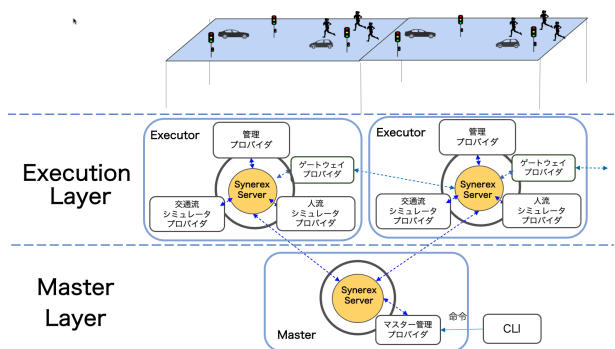 Execution
Layer
Executor
管理
プロバイダ
ゲートウェイ
プロバイダ
Synerex
Server
交通流
シミュレータ
プロバイダ
人流
シミュレータ
プロバイダ
Executor
管理
プロバイダ
ゲートウェイ
プロバイダ
Synerex
Server
交通流
シミュレータ
プロバイダ
人流
シミュレータ
プロバイダ
Master
Layer
Synerex
Server
Master
マスター管理
プロバイダ
命令
CLI